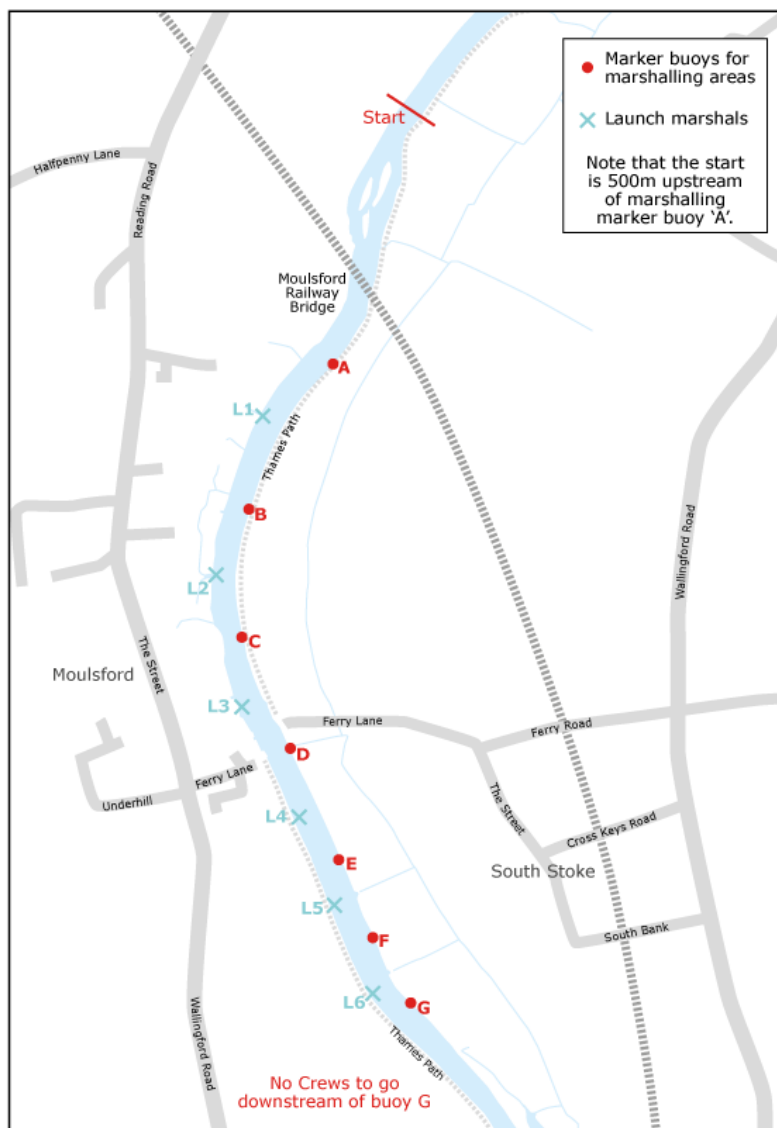 Marker buoys for
marshalling areas
Launch marshals
Note that the start
is 500m upstream
of marshalling
marker buoy ‘A’.
Start
Halfpenny Lane
Reading Road
Moulsford
Railway
Bridge
A
L1
Thames Path
B
L2
Wallingford Road
C
The Street
Moulsford
L3
Ferry Lane
Ferry Road
D
Ferry Lane
Underhill
The Street
L4
Cross Keys Road
E
South Stoke
L5
F
South Bank
L6
G
Wallingford Road
Thames Path
No Crews to go
downstream of buoy G